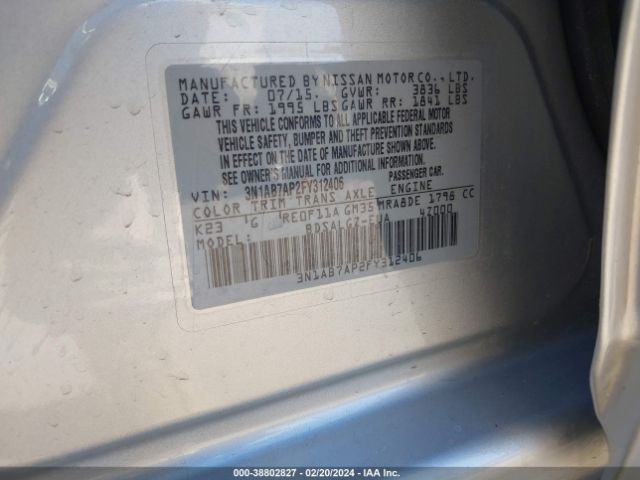 MANUFACTURED BY NISSAN MOTOR CO., LTD.
DATE: 07/15. GVWR: 3836 LBS
GAWR FR: 1995 LBS GAWR RR: 1841 LBS
THIS VEHICLE CONFORMS TO ALL APPLICABLE FEDERAL MOTOR
VEHICLE SAFETY, BUMPER AND THEFT PREVENTION STANDARDS
IN EFFECT ON THE DATE OF MANUFACTURE SHOWN ABOVE.
SEE OWNER'S MANUAL FOR ADDITIONAL INFORMATION.
VIN: 3N1AB7AP2FY312406 PASSENGER CAR.
COLOR TRIM TRANS AXLE ENGINE
K23 'G RE0F11A GM35 MRA8DE 1798 CC
MODEL: BDSALGZ-EUA 4Z000
3N1AB7AP2FY312406
000-38802827 - 02/20/2024 - IAA Inc.